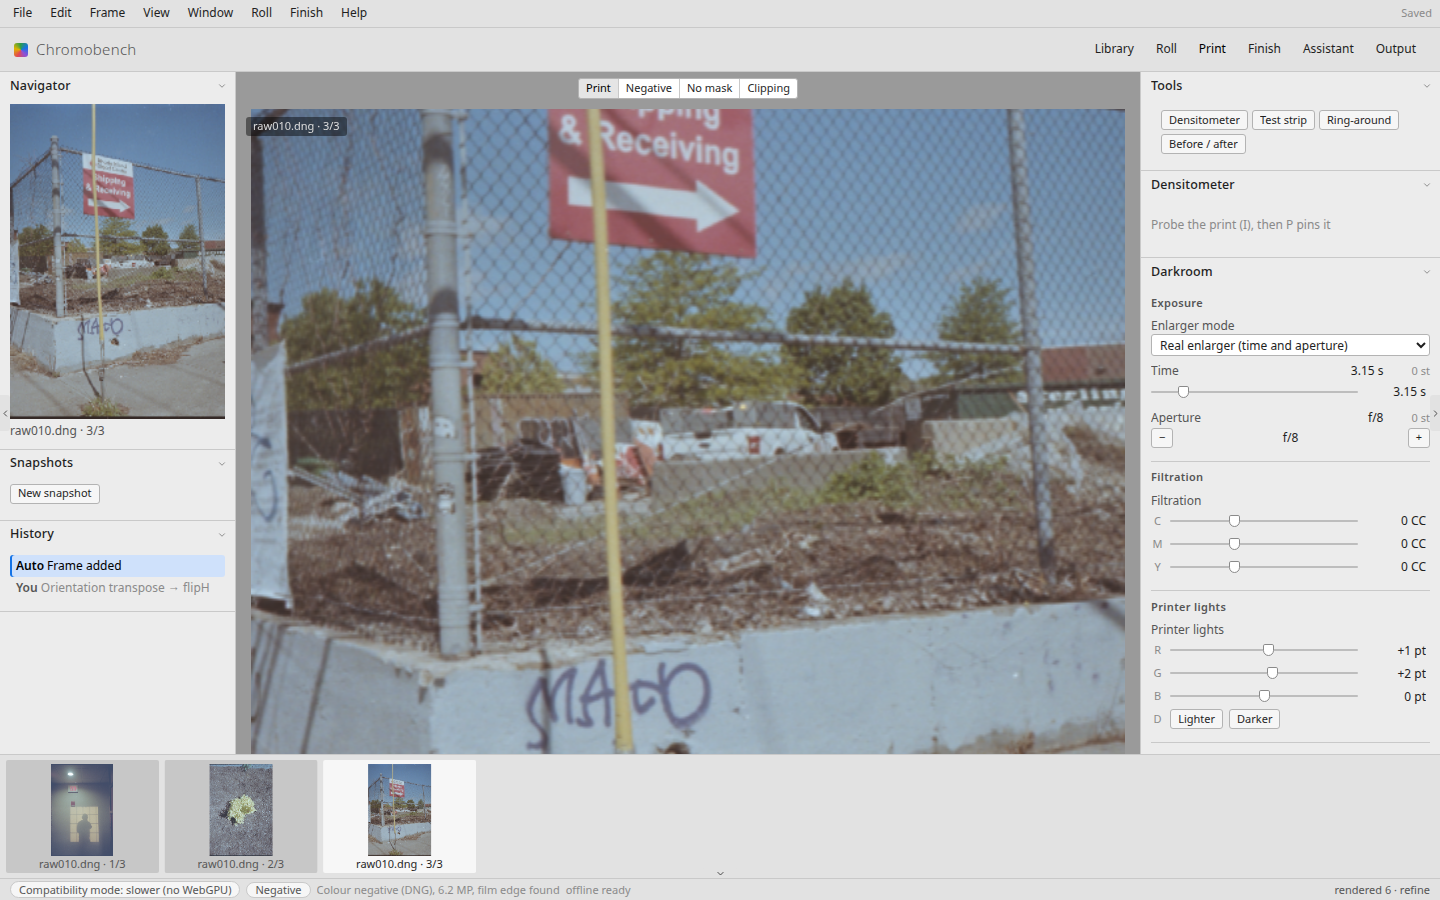 File Edit Frame View Window Roll Finish Help
Saved
Chromobench
Library Roll Print Finish Assistant Output
Navigator
raw010.dng · 3/3
Snapshots
New snapshot
History
Auto Frame added
You Orientation transpose → flipH
Print Negative No mask Clipping
raw010.dng · 3/3
& Receiving
Shipping
& Receiving
Tools
Densitometer Test strip Ring-around
Before / after
Densitometer
Probe the print (I), then P pins it
Darkroom
Exposure
Enlarger mode
Real enlarger (time and aperture)
Time 3.15 s 0 st
3.15 s
Aperture f/8 0 st
− f/8 +
Filtration
Filtration
C 0 CC
M 0 CC
Y 0 CC
Printer lights
Printer lights
R +1 pt
G +2 pt
B 0 pt
D Lighter Darker
raw010.dng · 1/3
raw010.dng · 2/3
raw010.dng · 3/3
Compatibility mode: slower (no WebGPU) Negative Colour negative (DNG), 6.2 MP, film edge found offline ready
rendered 6 · refine